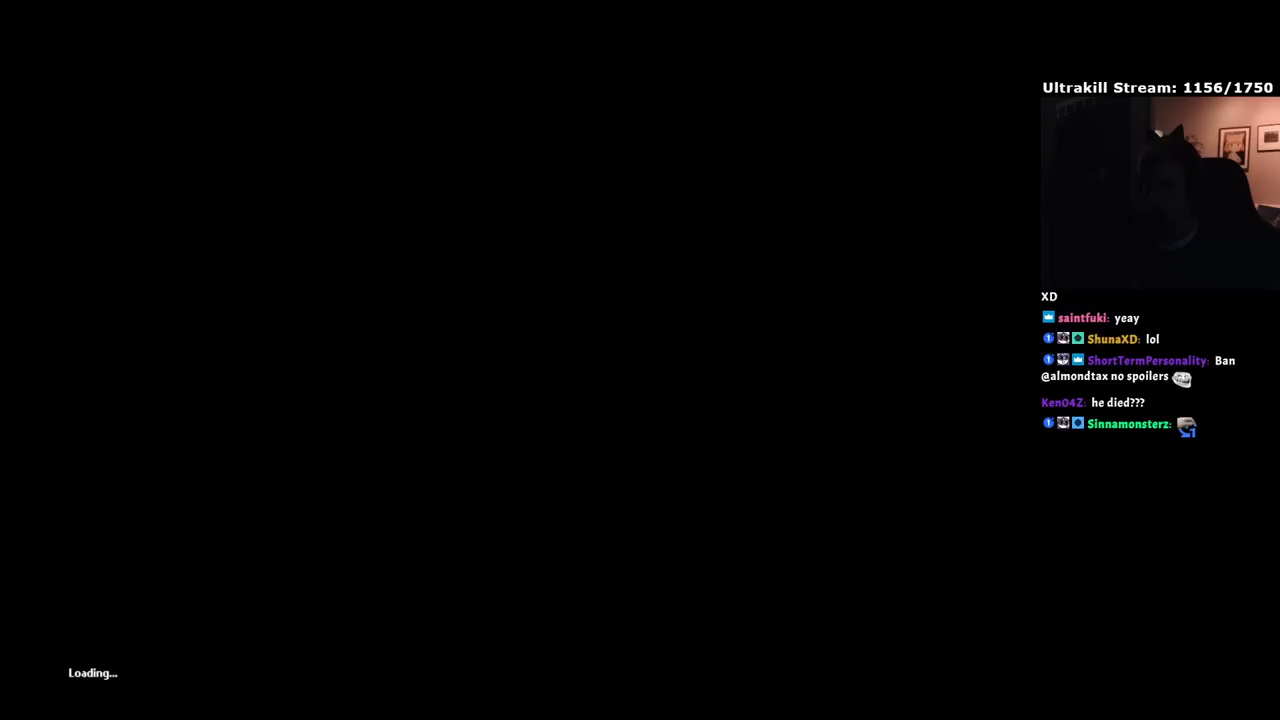 Ultrakill Stream: 1156/1750
XD
saintfuki: yeay
ShunaXD: lol
ShortTermPersonality: Ban
@almondtax no spoilers
Ken04Z: he died???
Sinnamonsterz:
Loading...